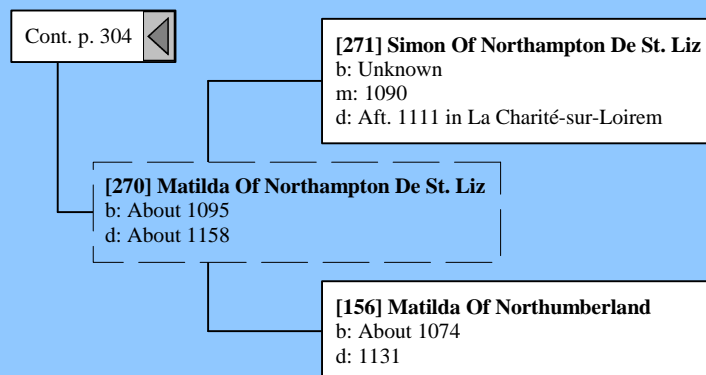 Cont. p. 304
[271] Simon Of Northampton De St. Liz
b: Unknown
m: 1090
d: Aft. 1111 in La Charité-sur-Loirem
[270] Matilda Of Northampton De St. Liz
b: About 1095
d: About 1158
[156] Matilda Of Northumberland
b: About 1074
d: 1131